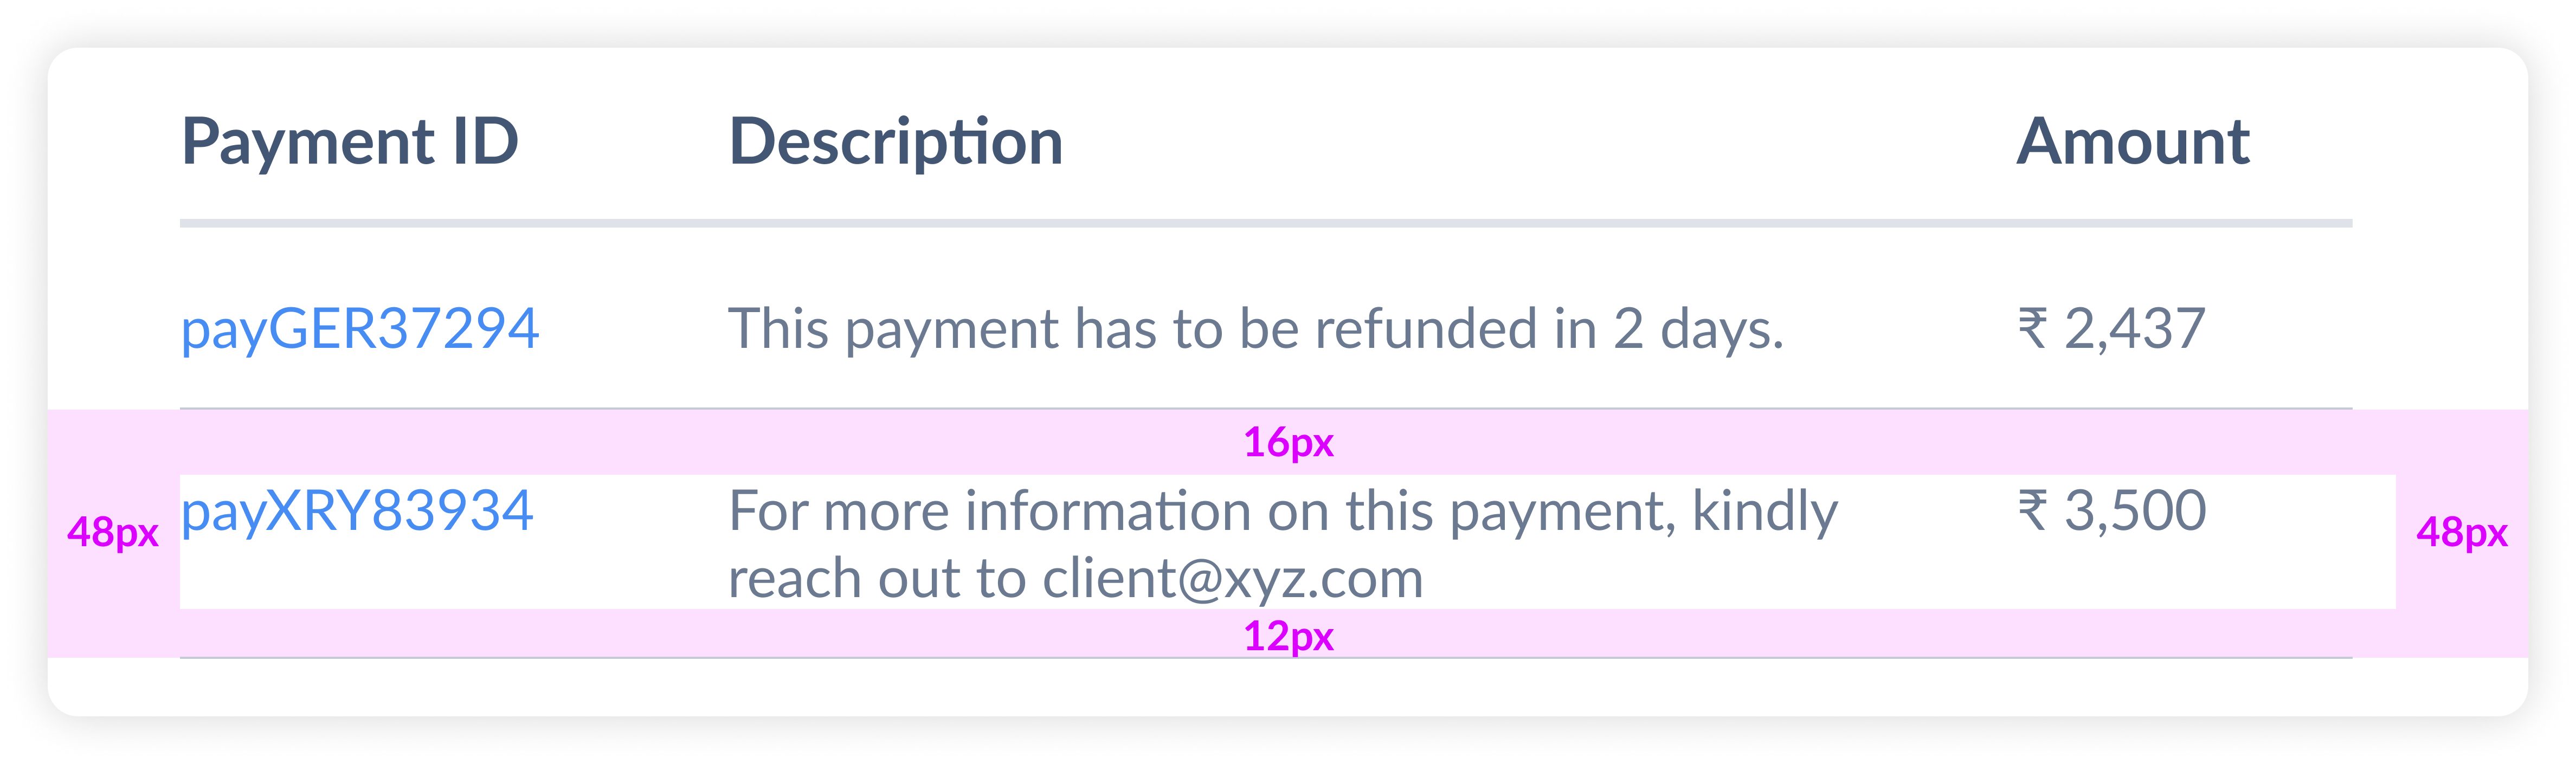 Payment ID Description Amount
payGER37294 This payment has to be refunded in 2 days. ₹ 2,437
16px
payXRY83934 For more information on this payment, kindly ₹ 3,500
48px 48px
reach out to client@xyz.com
12px